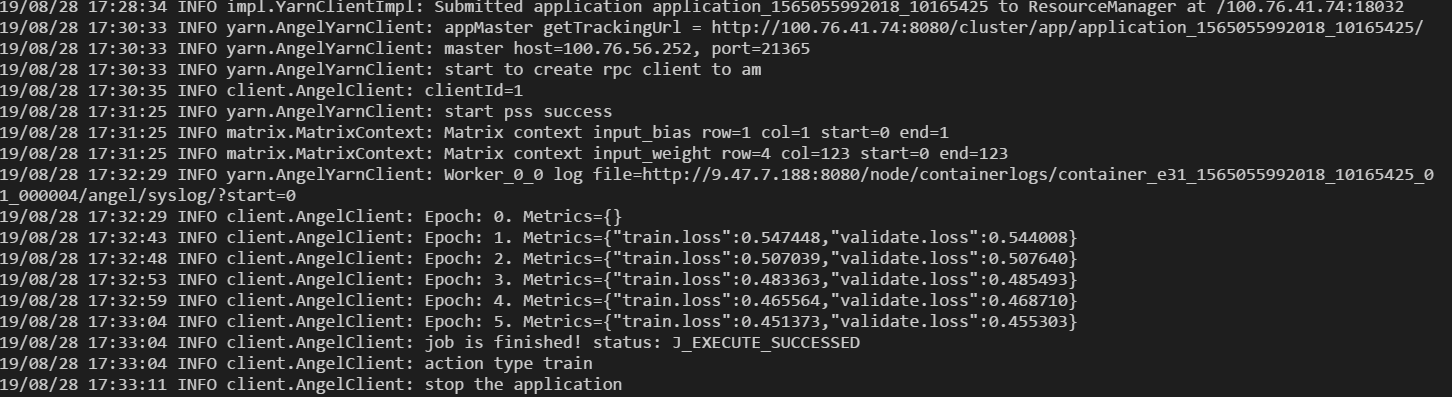 19/08/28 17:28:34 INFO impl.YarnClientImpl: Submitted application application_1565055992018_10165425 to ResourceManager at /100.76.41.74:18032
19/08/28 17:30:33 INFO yarn.AngelYarnClient: appMaster getTrackingUrl = http://100.76.41.74:8080/cluster/app/application_1565055992018_10165425/
19/08/28 17:30:33 INFO yarn.AngelYarnClient: master host=100.76.56.252, port=21365
19/08/28 17:30:33 INFO yarn.AngelYarnClient: start to create rpc client to am
19/08/28 17:30:35 INFO client.AngelClient: clientId=1
19/08/28 17:31:25 INFO yarn.AngelYarnClient: start pss success
19/08/28 17:31:25 INFO matrix.MatrixContext: Matrix context input_bias row=1 col=1 start=0 end=1
19/08/28 17:31:25 INFO matrix.MatrixContext: Matrix context input_weight row=4 col=123 start=0 end=123
19/08/28 17:32:29 INFO yarn.AngelYarnClient: Worker_0_0 log file=http://9.47.7.188:8080/node/containerlogs/container_e31_1565055992018_10165425_0
1_000004/angel/syslog/?start=0
19/08/28 17:32:29 INFO client.AngelClient: Epoch: 0. Metrics={}
19/08/28 17:32:43 INFO client.AngelClient: Epoch: 1. Metrics={"train.loss":0.547448,"validate.loss":0.544008}
19/08/28 17:32:48 INFO client.AngelClient: Epoch: 2. Metrics={"train.loss":0.507039,"validate.loss":0.507640}
19/08/28 17:32:53 INFO client.AngelClient: Epoch: 3. Metrics={"train.loss":0.483363,"validate.loss":0.485493}
19/08/28 17:32:59 INFO client.AngelClient: Epoch: 4. Metrics={"train.loss":0.465564,"validate.loss":0.468710}
19/08/28 17:33:04 INFO client.AngelClient: Epoch: 5. Metrics={"train.loss":0.451373,"validate.loss":0.455303}
19/08/28 17:33:04 INFO client.AngelClient: job is finished! status: J_EXECUTE_SUCCESSED
19/08/28 17:33:04 INFO client.AngelClient: action type train
19/08/28 17:33:11 INFO client.AngelClient: stop the application